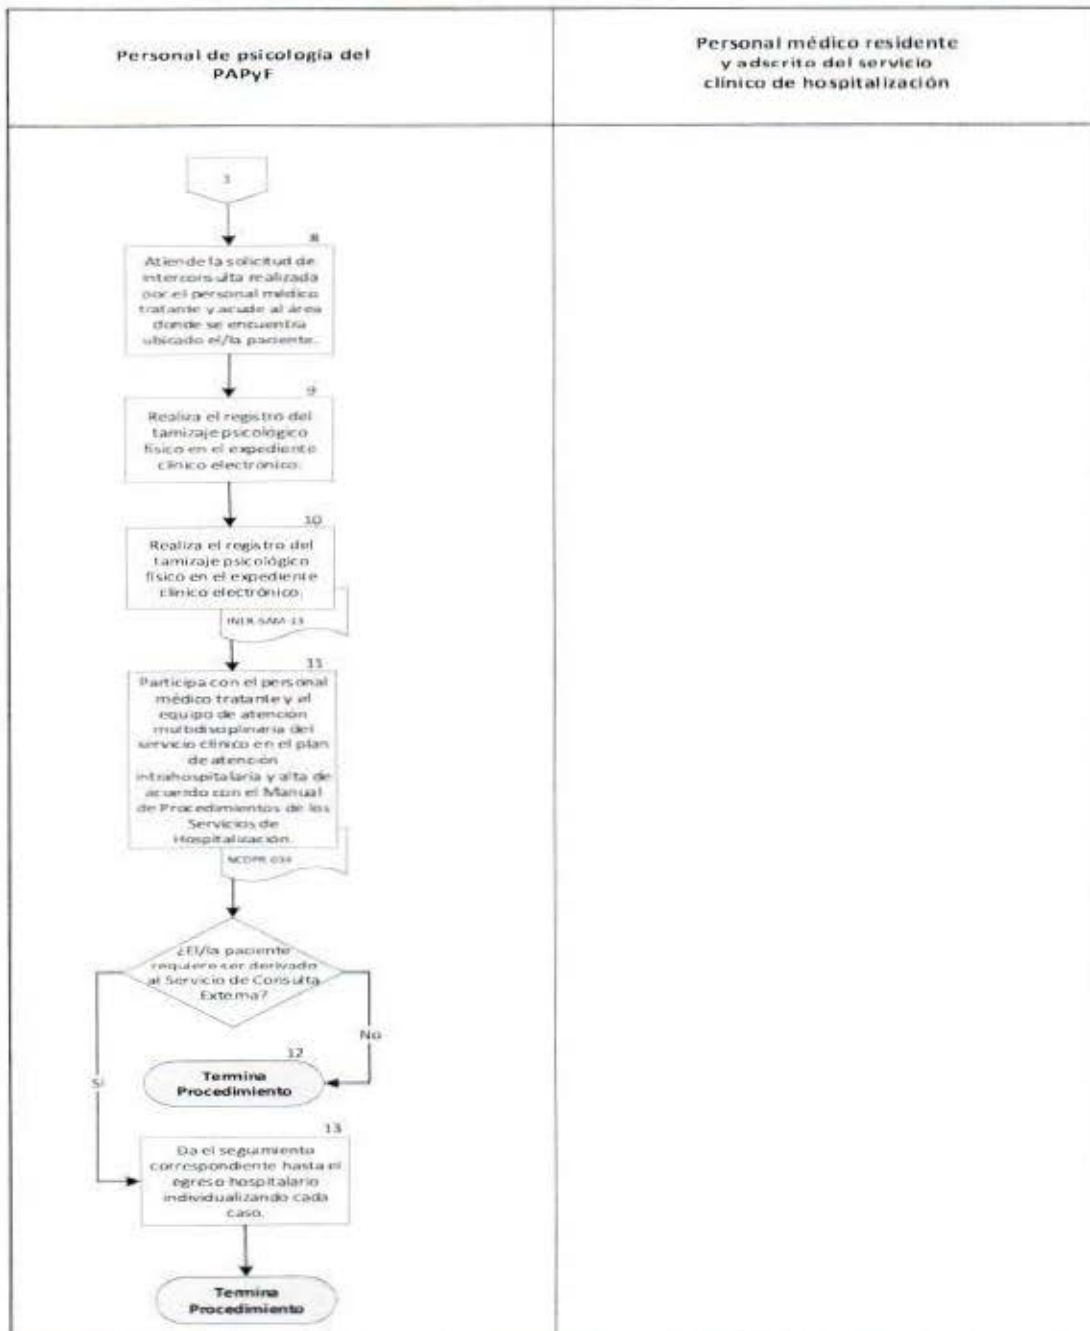 Personal de psicología del
PAPyF
Personal médico residente
y adscrito del servicio
clínico de hospitalización
8
Atiende la solicitud de
interconsulta realizada
por el personal médico
tratante y acude al área
donde se encuentra
ubicado el/la paciente.
9
Realiza el registro del
tamizaje psicológico
físico en el expediente
clínico electrónico.
10
Realiza el registro del
tamizaje psicológico
físico en el expediente
clínico electrónico.
INER-SAM-13
11
Participa con el personal
médico tratante y el
equipo de atención
multidisciplinaria del
servicio clínico en el plan
de atención
intrahospitalaria y alta de
acuerdo con el Manual
de Procedimientos de los
Servicios de
Hospitalización.
¿El/la paciente
requiere ser derivado
al Servicio de Consulta
Externa?
No
Si
12
Termina
Procedimiento
13
Da el seguimiento
correspondiente hasta el
egreso hospitalario
individualizando cada
caso.
Termina
Procedimiento